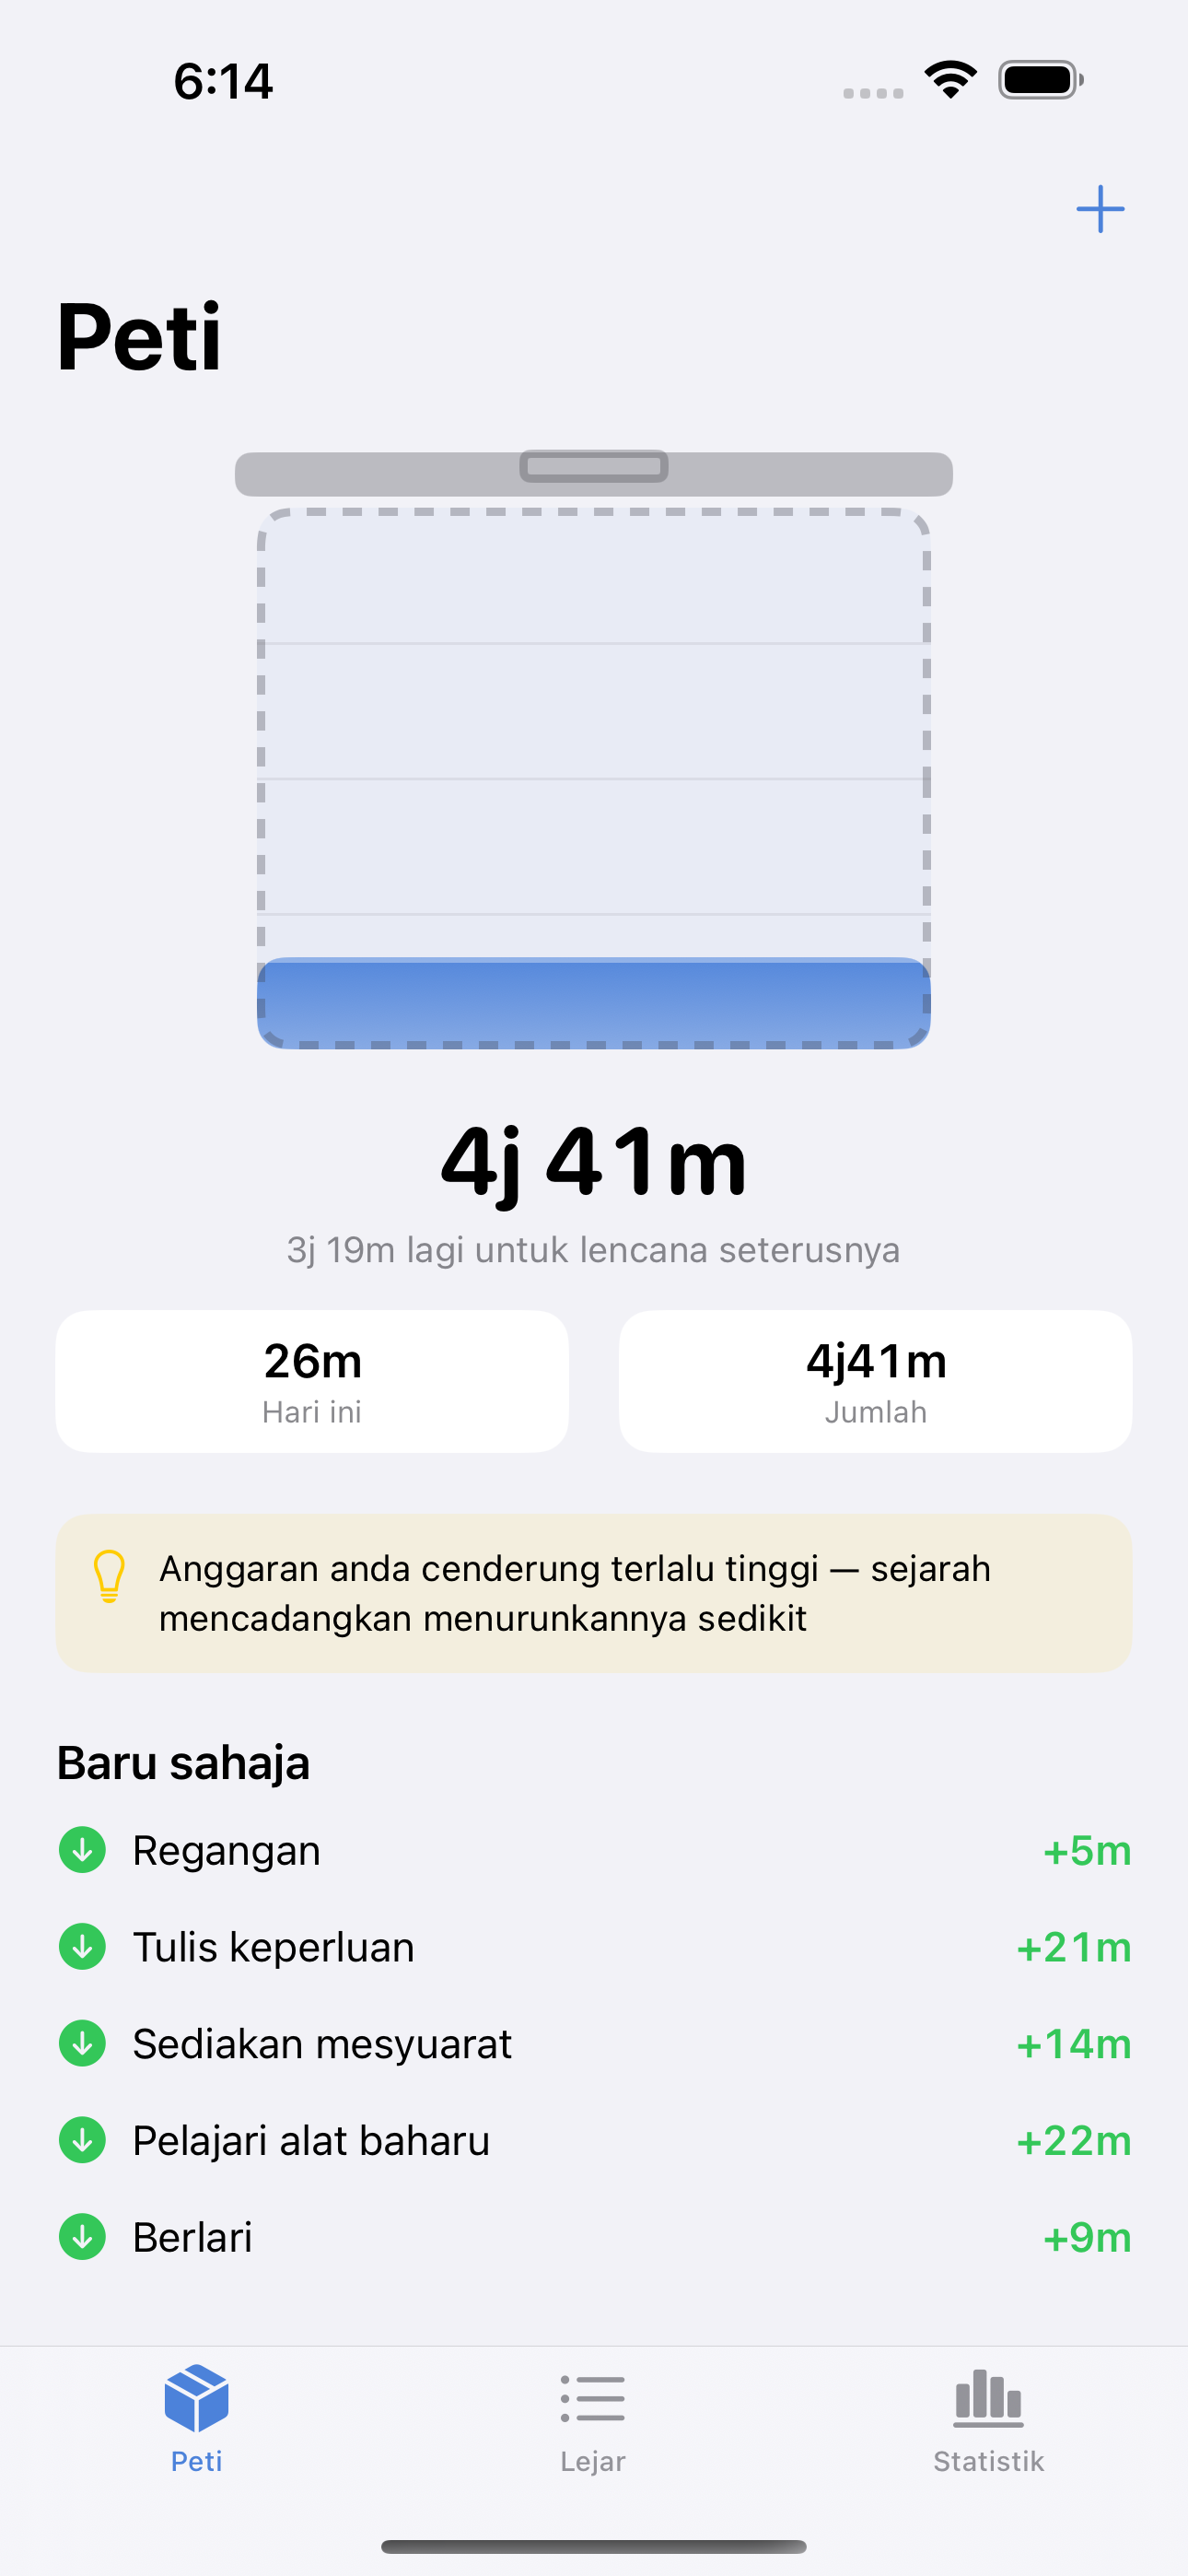 6:14
Peti
4j 41m
3j 19m lagi untuk lencana seterusnya
26m
Hari ini
4j41m
Jumlah
Anggaran anda cenderung terlalu tinggi — sejarah
mencadangkan menurunkannya sedikit
Baru sahaja
Regangan +5m
Tulis keperluan +21m
Sediakan mesyuarat +14m
Pelajari alat baharu +22m
Berlari +9m
Peti
Lejar
Statistik